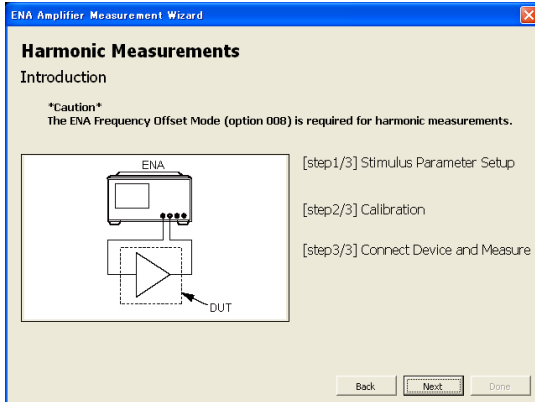 ENA Amplifier Measurement Wizard
Harmonic Measurements
Introduction
*Caution*
The ENA Frequency Offset Mode (option 008) is required for harmonic measurements.
ENA
DUT
[step1/3] Stimulus Parameter Setup
[step2/3] Calibration
[step3/3] Connect Device and Measure
Back
Next
Done